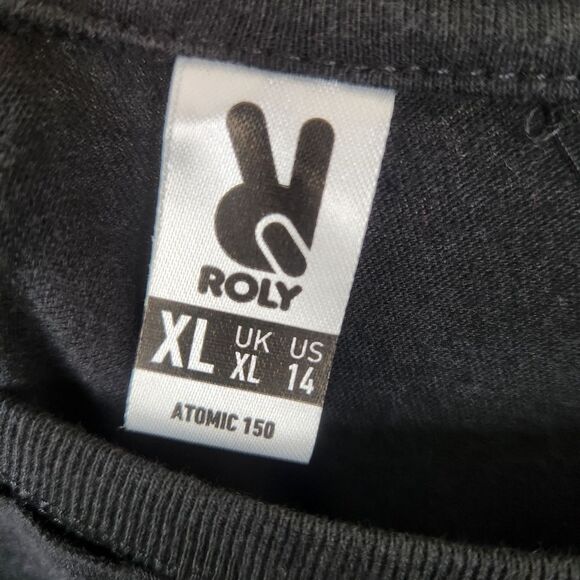 ROLY
XL UK US
XL 14
ATOMIC 150